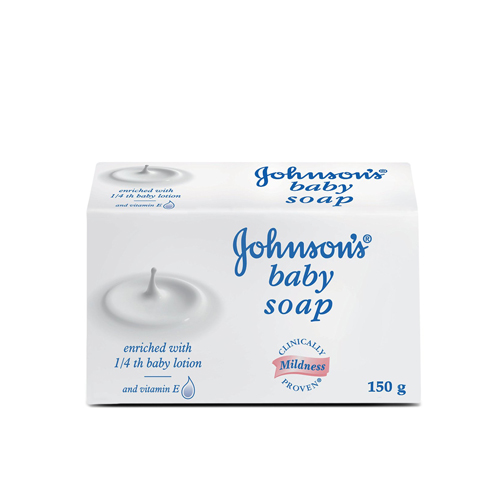 enriched with
1/4 th baby lotion
and vitamin E
Johnson's®
baby
soap
Johnson's®
baby
soap
enriched with
1/4 th baby lotion
and vitamin E
CLINICALLY
Mildness
PROVEN®
150 g